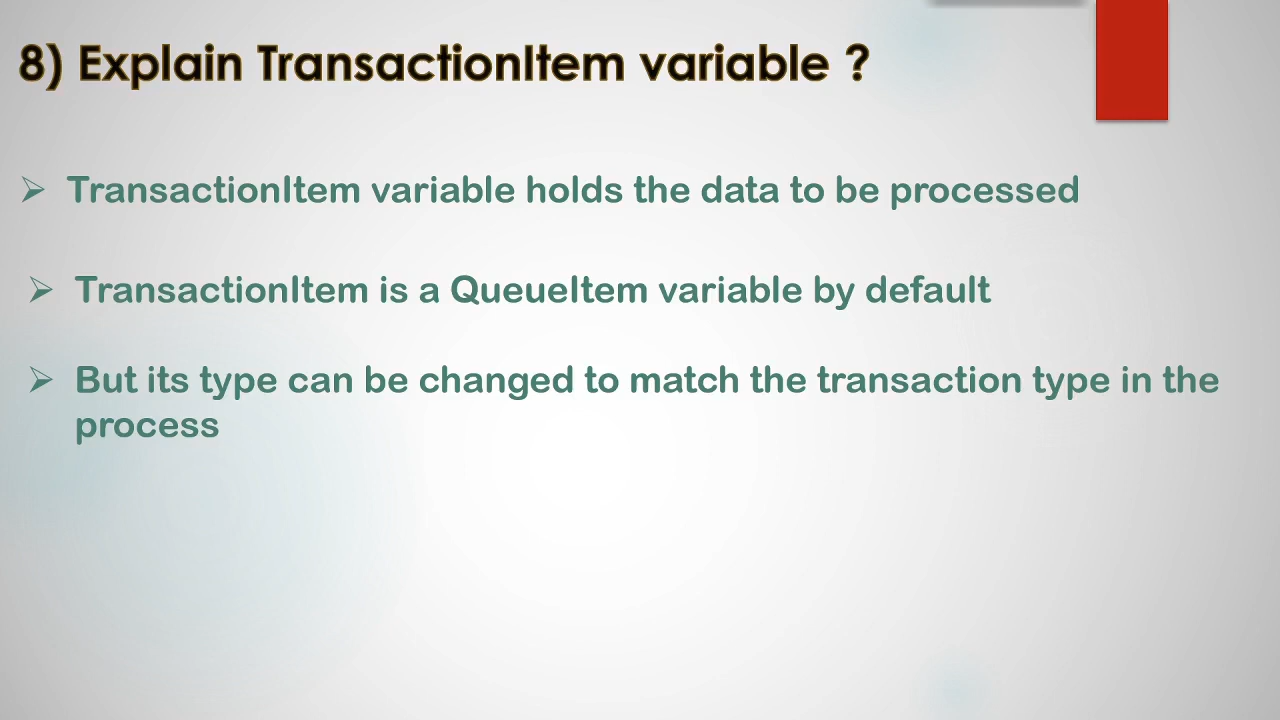 8) Explain TransactionItem variable ?
➢ TransactionItem variable holds the data to be processed
➢ TransactionItem is a QueueItem variable by default
➢ But its type can be changed to match the transaction type in the
process